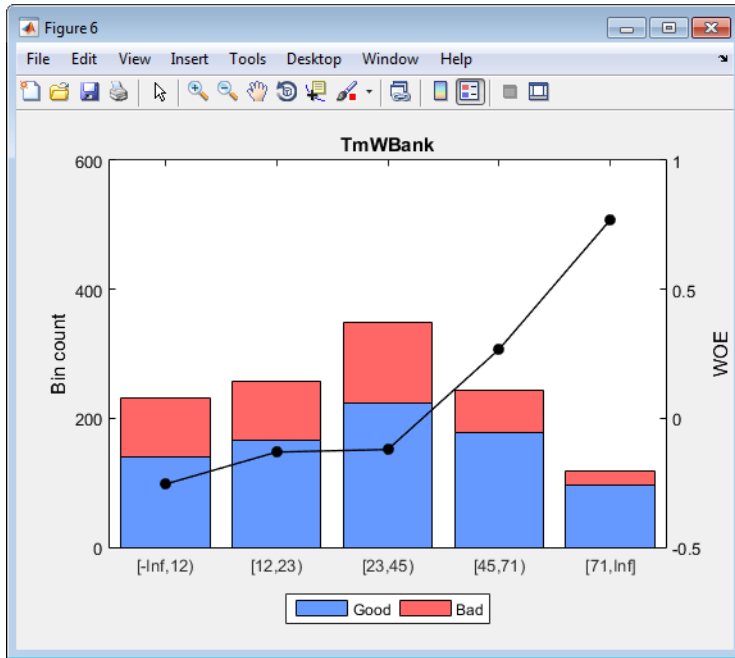 Figure 6
File Edit View Insert Tools Desktop Window Help
TmWBank
600
400
200
0
Bin count
1
0.5
0
-0.5
WOE
[-Inf,12) [12,23) [23,45) [45,71) [71,Inf]
Good Bad